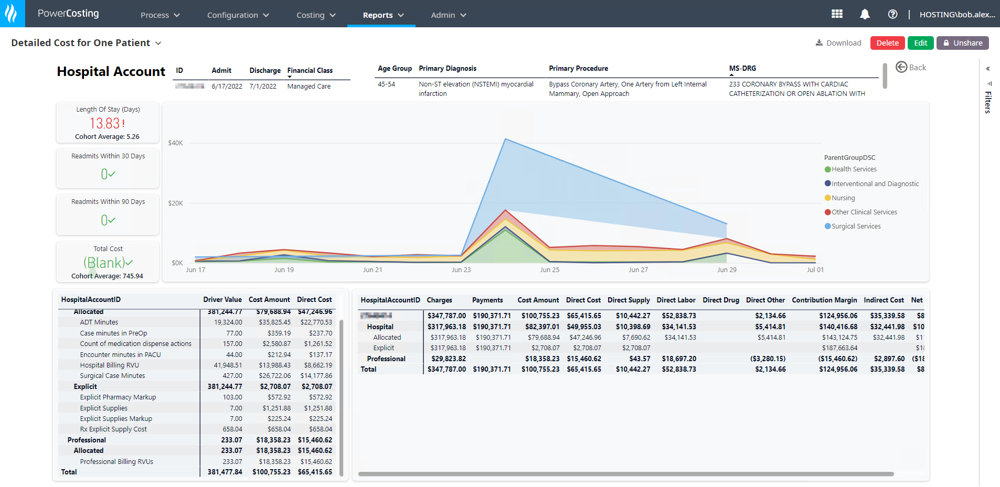 PowerCosting Process Configuration Costing Reports Admin HOSTING\bob.alex...
Detailed Cost for One Patient Download Delete Edit Unshare
Hospital Account
ID Admit Discharge Financial Class
6/17/2022 7/1/2022 Managed Care
Age Group Primary Diagnosis Primary Procedure MS-DRG
45-54 Non-ST elevation (NSTEMI) myocardial Bypass Coronary Artery, One Artery from Left Internal 233 CORONARY BYPASS WITH CARDIAC
infarction Mammary, Open Approach CATHETERIZATION OR OPEN ABLATION WITH
Back
Filters
Length Of Stay (Days)
13.83!
Cohort Average: 5.26
Readmits Within 30 Days
0
Readmits Within 90 Days
0
Total Cost
(Blank)
Cohort Average: 745.94
$40K
$20K
$0K
Jun 17 Jun 19 Jun 21 Jun 23 Jun 25 Jun 27 Jun 29 Jul 01
ParentGroupDSC
Health Services
Interventional and Diagnostic
Nursing
Other Clinical Services
Surgical Services
HospitalAccountID Driver Value Cost Amount Direct Cost
Allocated 381,244.77 $79,688.94 $47,246.96
ADT Minutes 19,324.00 $35,825.45 $22,770.53
Case minutes in PreOp 77.00 $359.19 $237.70
Count of medication dispense actions 157.00 $2,580.87 $1,261.52
Encounter minutes in PACU 44.00 $212.94 $137.17
Hospital Billing RVU 41,948.51 $13,988.43 $8,662.19
Surgical Case Minutes 427.00 $26,722.06 $14,177.86
Explicit 381,244.77 $2,708.07 $2,708.07
Explicit Pharmacy Markup 103.00 $572.92 $572.92
Explicit Supplies 7.00 $1,251.88 $1,251.88
Explicit Supplies Markup 7.00 $225.24 $225.24
Rx Explicit Supply Cost 658.04 $658.04 $658.04
Professional 233.07 $18,358.23 $15,460.62
Allocated 233.07 $18,358.23 $15,460.62
Professional Billing RVUs 233.07 $18,358.23 $15,460.62
Total 381,477.84 $100,755.23 $65,415.65
HospitalAccountID Charges Payments Cost Amount Direct Cost Direct Supply Direct Labor Direct Drug Direct Other Contribution Margin Indirect Cost Net
$347,787.00 $190,371.71 $100,755.23 $65,415.65 $10,442.27 $52,838.73 $2,134.66 $124,956.06 $35,339.58 $8
Hospital $317,963.18 $190,371.71 $82,397.01 $49,955.03 $10,398.69 $34,141.53 $5,414.81 $140,416.68 $32,441.98 $10
Allocated $317,963.18 $190,371.71 $79,688.94 $47,246.96 $7,690.62 $34,141.53 $5,414.81 $143,124.75 $32,441.98 $1
Explicit $317,963.18 $190,371.71 $2,708.07 $2,708.07 $2,708.07 $187,663.64 $1
Professional $29,823.82 $18,358.23 $15,460.62 $43.57 $18,697.20 ($3,280.15) ($15,460.62) $2,897.60 ($18
Total $347,787.00 $190,371.71 $100,755.23 $65,415.65 $10,442.27 $52,838.73 $2,134.66 $124,956.06 $35,339.58 $8